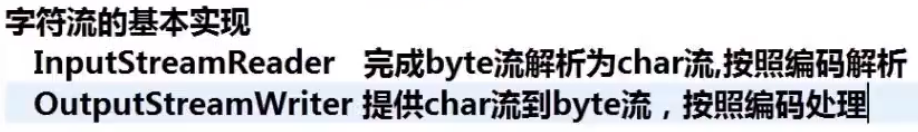 字符流的基本实现
InputStreamReader 完成byte流解析为char流,按照编码解析
OutputStreamWriter 提供char流到byte流，按照编码处理